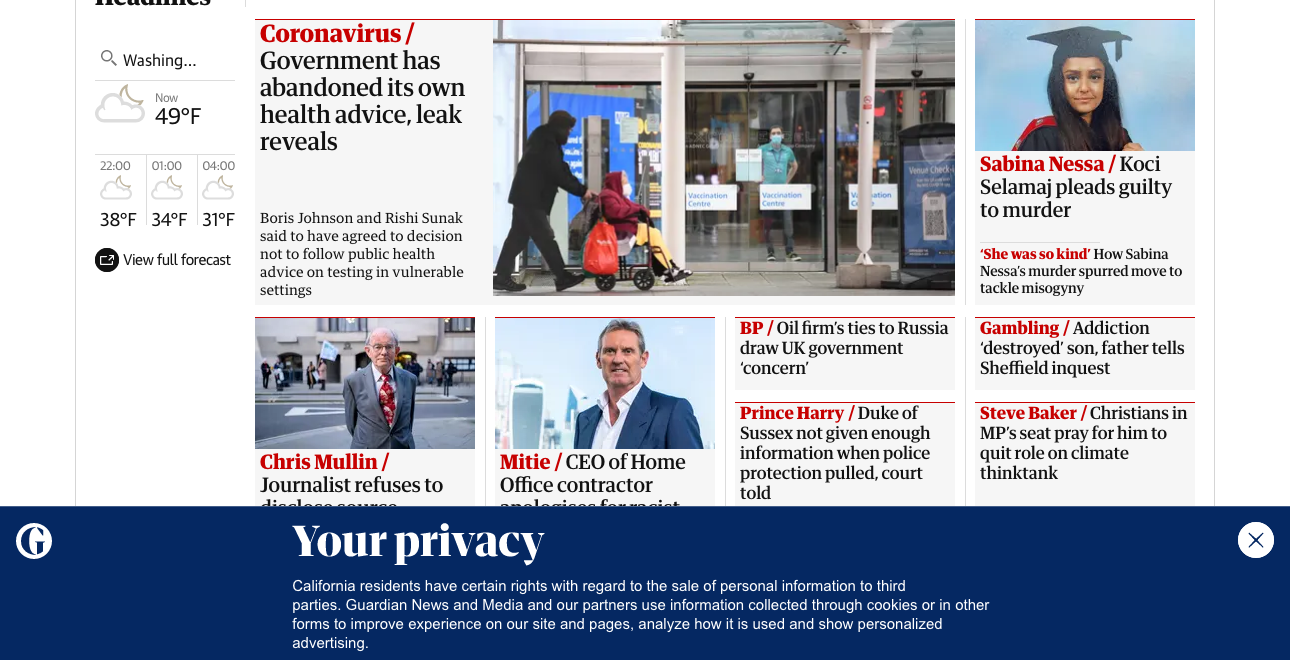 Headlines
Washing...
Now
49°F
22:00
01:00
04:00
38°F
34°F
31°F
View full forecast
Coronavirus /
Government has
abandoned its own
health advice, leak
reveals
Boris Johnson and Rishi Sunak
said to have agreed to decision
not to follow public health
advice on testing in vulnerable
settings
Vaccination
Centre
Vaccination
Centre
Vaccination
Centre
Venue Check-i
Sabina Nessa / Koci
Selamaj pleads guilty
to murder
‘She was so kind’ How Sabina
Nessa’s murder spurred move to
tackle misogyny
Chris Mullin /
Journalist refuses to
disclose source
Mitie / CEO of Home
Office contractor
apologises for racist
BP / Oil firm’s ties to Russia
draw UK government
‘concern’
Prince Harry / Duke of
Sussex not given enough
information when police
protection pulled, court
told
Gambling / Addiction
‘destroyed’ son, father tells
Sheffield inquest
Steve Baker / Christians in
MP’s seat pray for him to
quit role on climate
thinktank
G
Your privacy
California residents have certain rights with regard to the sale of personal information to third
parties. Guardian News and Media and our partners use information collected through cookies or in other
forms to improve experience on our site and pages, analyze how it is used and show personalized
advertising.